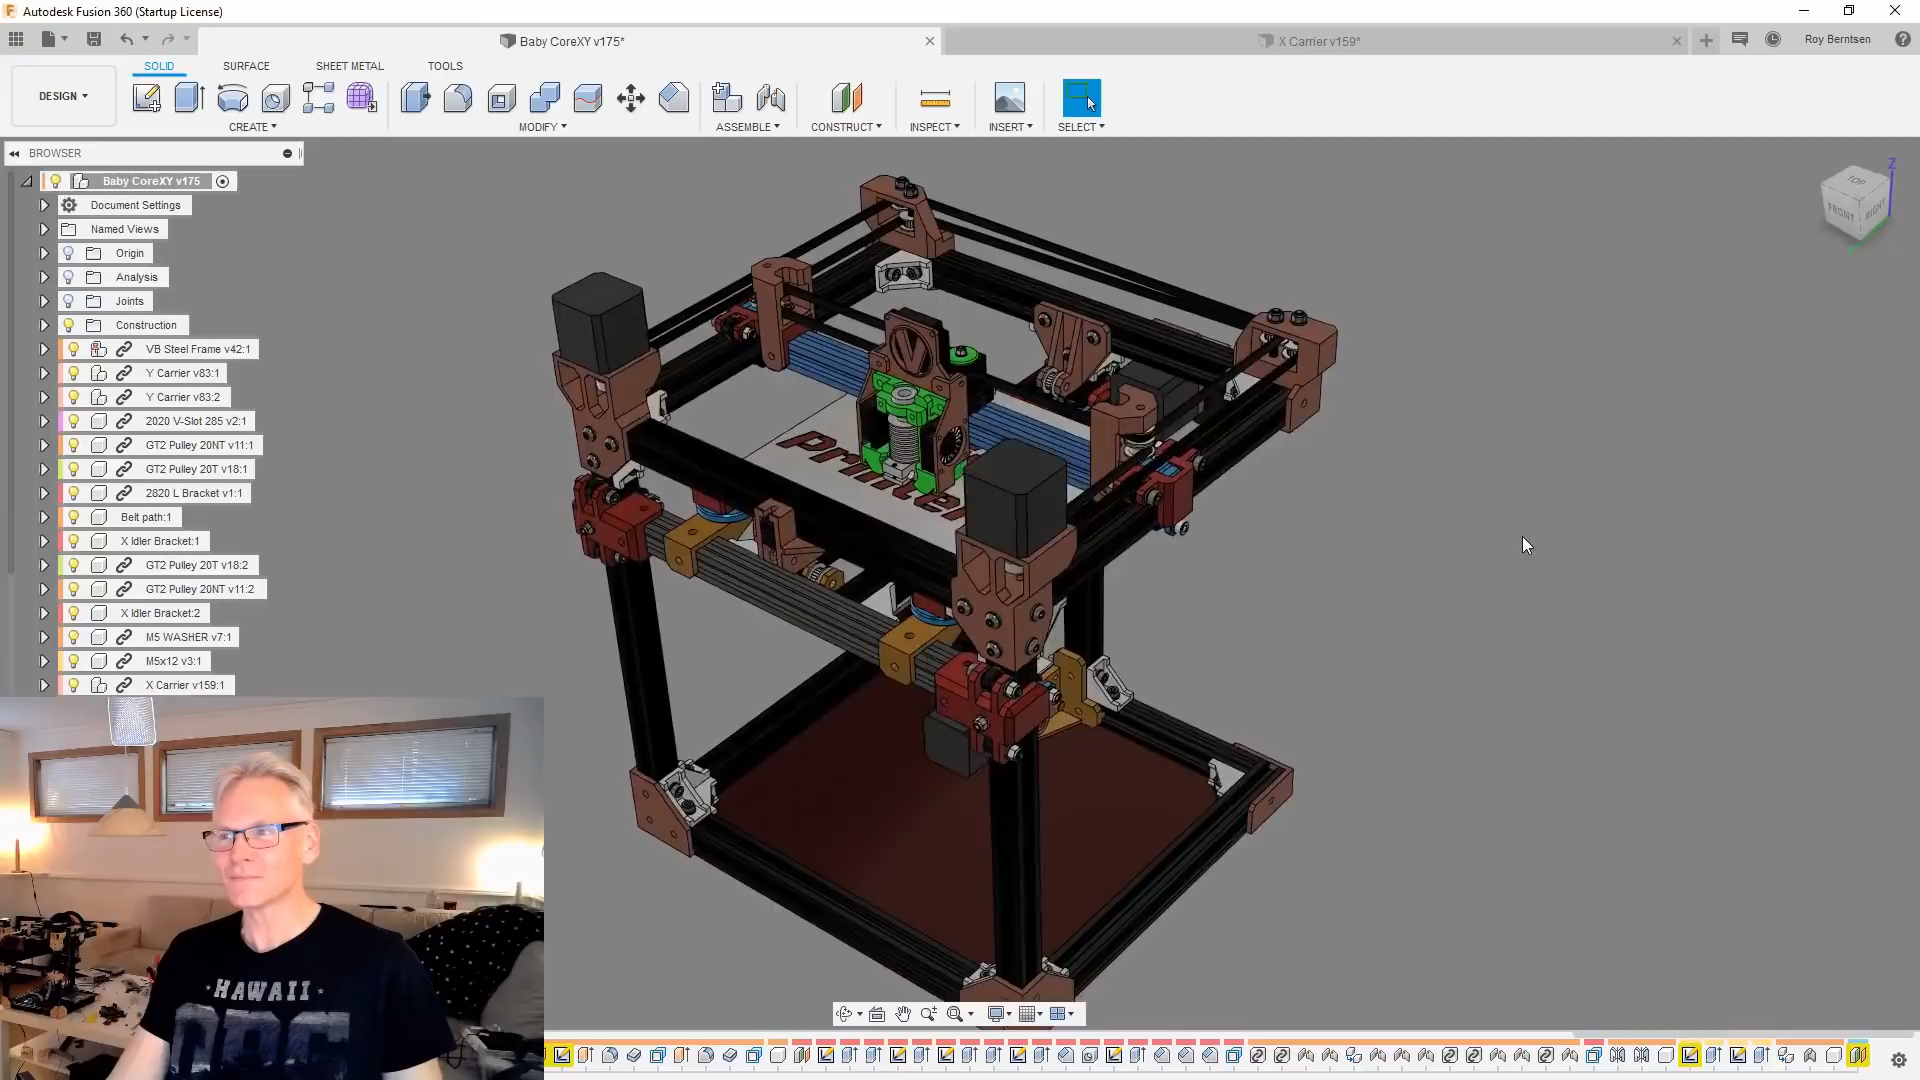 Autodesk Fusion 360 (Startup License)
Baby CoreXY v175*
X Carrier v159*
Roy Berntsen
SOLID
SURFACE
SHEET METAL
TOOLS
DESIGN
CREATE
MODIFY
ASSEMBLE
CONSTRUCT
INSPECT
INSERT
SELECT
BROWSER
Baby CoreXY v175
Document Settings
Named Views
Origin
Analysis
Joints
Construction
VB Steel Frame v42:1
Y Carrier v83:1
Y Carrier v83:2
2020 V-Slot 285 v2:1
GT2 Pulley 20NT v11:1
GT2 Pulley 20T v18:1
2820 L Bracket v1:1
Belt path:1
X Idler Bracket:1
GT2 Pulley 20T v18:2
GT2 Pulley 20NT v11:2
X Idler Bracket:2
M5 WASHER v7:1
M5x12 v3:1
X Carrier v159:1
TOP
FRONT
RIGHT
Z
V
HAWAII